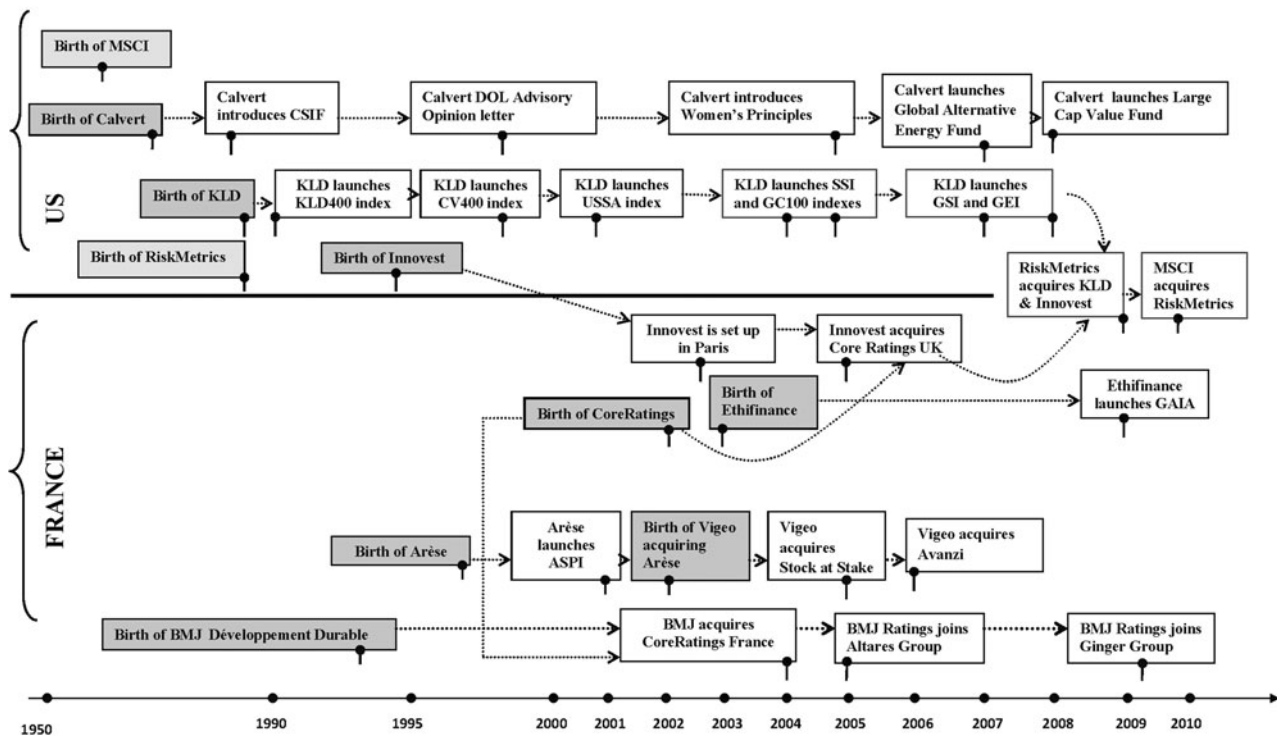 Birth of MSCI
Birth of Calvert
Calvert
introduces CSIF
Calvert DOL Advisory
Opinion letter
Calvert introduces
Women's Principles
Calvert launches
Global Alternative
Energy Fund
Calvert launches Large
Cap Value Fund
US
Birth of KLD
KLD launches
KLD400 index
KLD launches
CV400 index
KLD launches
USSA index
KLD launches SSI
and GC100 indexes
KLD launches
GSI and GEI
Birth of RiskMetrics
Birth of Innovest
RiskMetrics
acquires KLD
& Innovest
MSCI
acquires
RiskMetrics
FRANCE
Innovest is set up
in Paris
Innovest acquires
Core Ratings UK
Birth of CoreRatings
Birth of
Ethifinance
Ethifinance
launches GAIA
Birth of Arèse
Arèse
launches
ASPI
Birth of Vigeo
acquiring
Arèse
Vigeo
acquires
Stock at Stake
Vigeo acquires
Avanzi
Birth of BMJ Développement Durable
BMJ acquires
CoreRatings France
BMJ Ratings joins
Altares Group
BMJ Ratings joins
Ginger Group
1950
1990
1995
2000
2001
2002
2003
2004
2005
2006
2007
2008
2009
2010